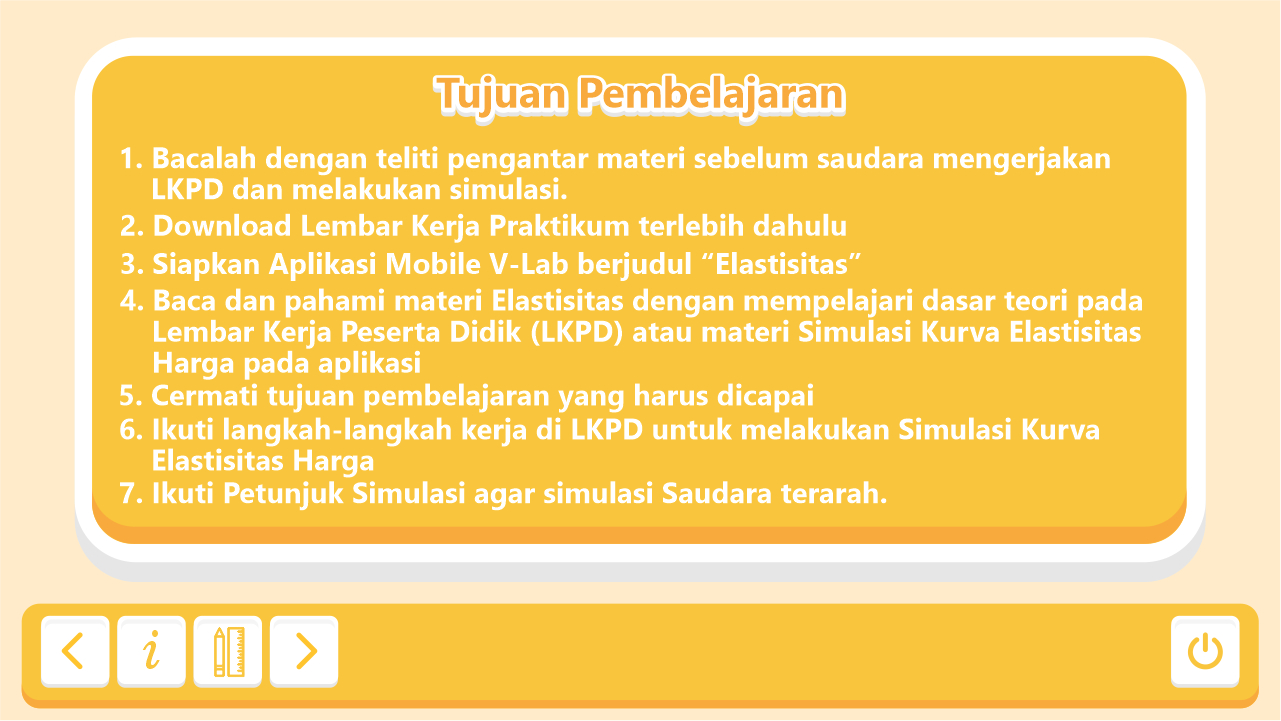 Tujuan Pembelajaran
1. Bacalah dengan teliti pengantar materi sebelum saudara mengerjakan
LKPD dan melakukan simulasi.
2. Download Lembar Kerja Praktikum terlebih dahulu
3. Siapkan Aplikasi Mobile V-Lab berjudul “Elastisitas”
4. Baca dan pahami materi Elastisitas dengan mempelajari dasar teori pada
Lembar Kerja Peserta Didik (LKPD) atau materi Simulasi Kurva Elastisitas
Harga pada aplikasi
5. Cermati tujuan pembelajaran yang harus dicapai
6. Ikuti langkah-langkah kerja di LKPD untuk melakukan Simulasi Kurva
Elastisitas Harga
7. Ikuti Petunjuk Simulasi agar simulasi Saudara terarah.
i